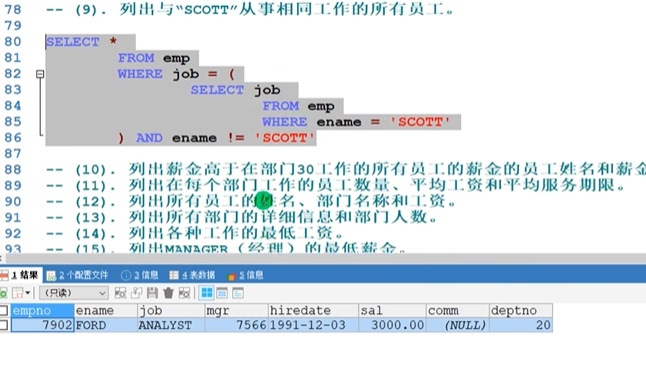 78 -- (9). 列出与“SCOTT”从事相同工作的所有员工。
79
80 SELECT *
81 FROM emp
82 WHERE job = (
83 SELECT job
84 FROM emp
85 WHERE ename = 'SCOTT'
86 ) AND ename != 'SCOTT'
87
88 -- (10). 列出薪金高于在部门30工作的所有员工的薪金的员工姓名和薪金
89 -- (11). 列出在每个部门工作的员工数量、平均工资和平均服务期限。
90 -- (12). 列出所有员工的姓名、部门名称和工资。
91 -- (13). 列出所有部门的详细信息和部门人数。
92 -- (14). 列出各种工作的最低工资。
93 -- (15). 列出MANAGER（经理）的最低薪金。
1 结果 2 个配置文件 3 信息 4 表数据 5 信息
(只读)
empno ename job mgr hiredate sal comm deptno
7902 FORD ANALYST 7566 1991-12-03 3000.00 (NULL) 20